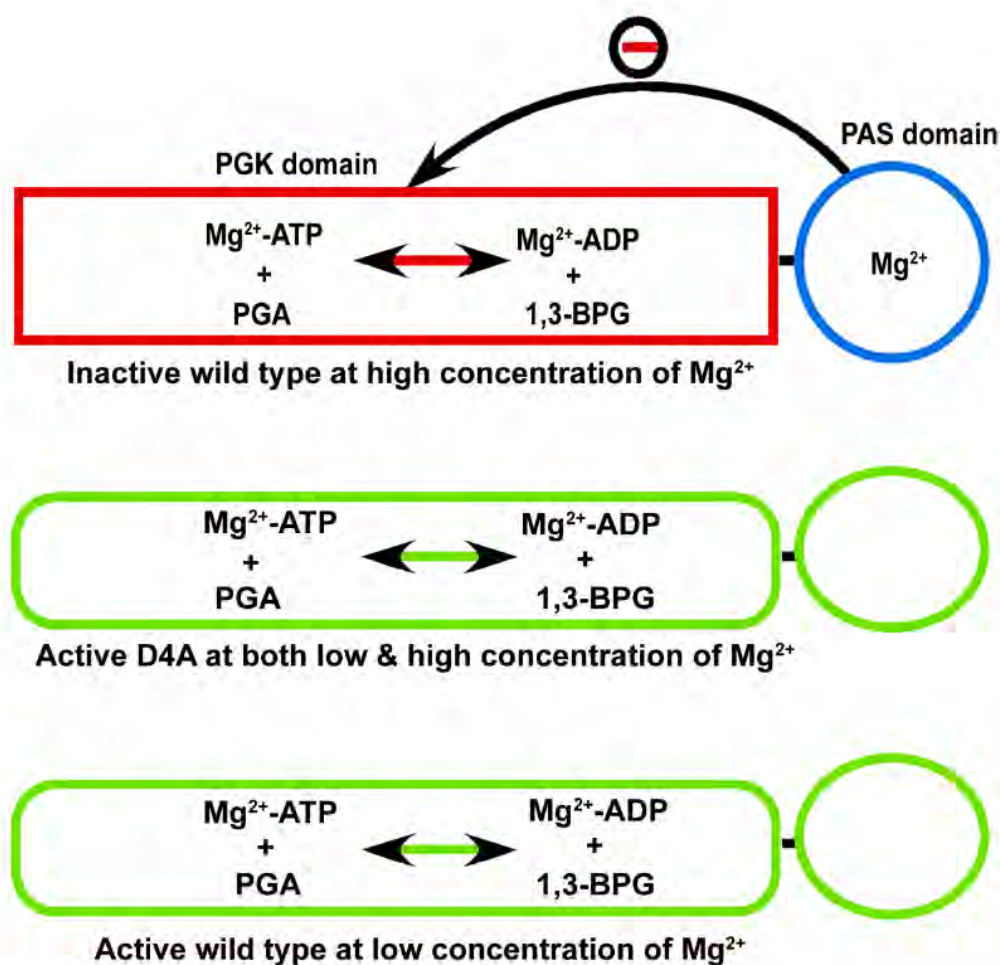 PAS domain
PGK domain
Mg²⁺-ATP
+
PGA
Mg²⁺-ADP
+
1,3-BPG
Mg²⁺
Inactive wild type at high concentration of Mg²⁺
Mg²⁺-ATP
+
PGA
Mg²⁺-ADP
+
1,3-BPG
Active D4A at both low & high concentration of Mg²⁺
Mg²⁺-ATP
+
PGA
Mg²⁺-ADP
+
1,3-BPG
Active wild type at low concentration of Mg²⁺